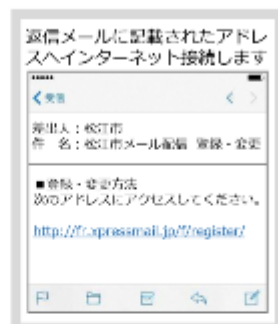 返信メールに記載されたアドレ
スへインターネット接続します
受信
差出人：松江市
件　名：松江市メール配信 登録・変更
■登録・変更方法
次のアドレスにアクセスしてください。
http://fr.xpressmail.jp/f/register/